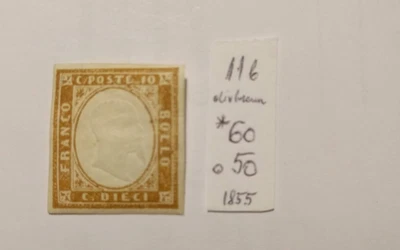 C. POSTE 10
FRANCO
BOLLO
C. DIECI
11b
olivbraun
*60
o 50
1855